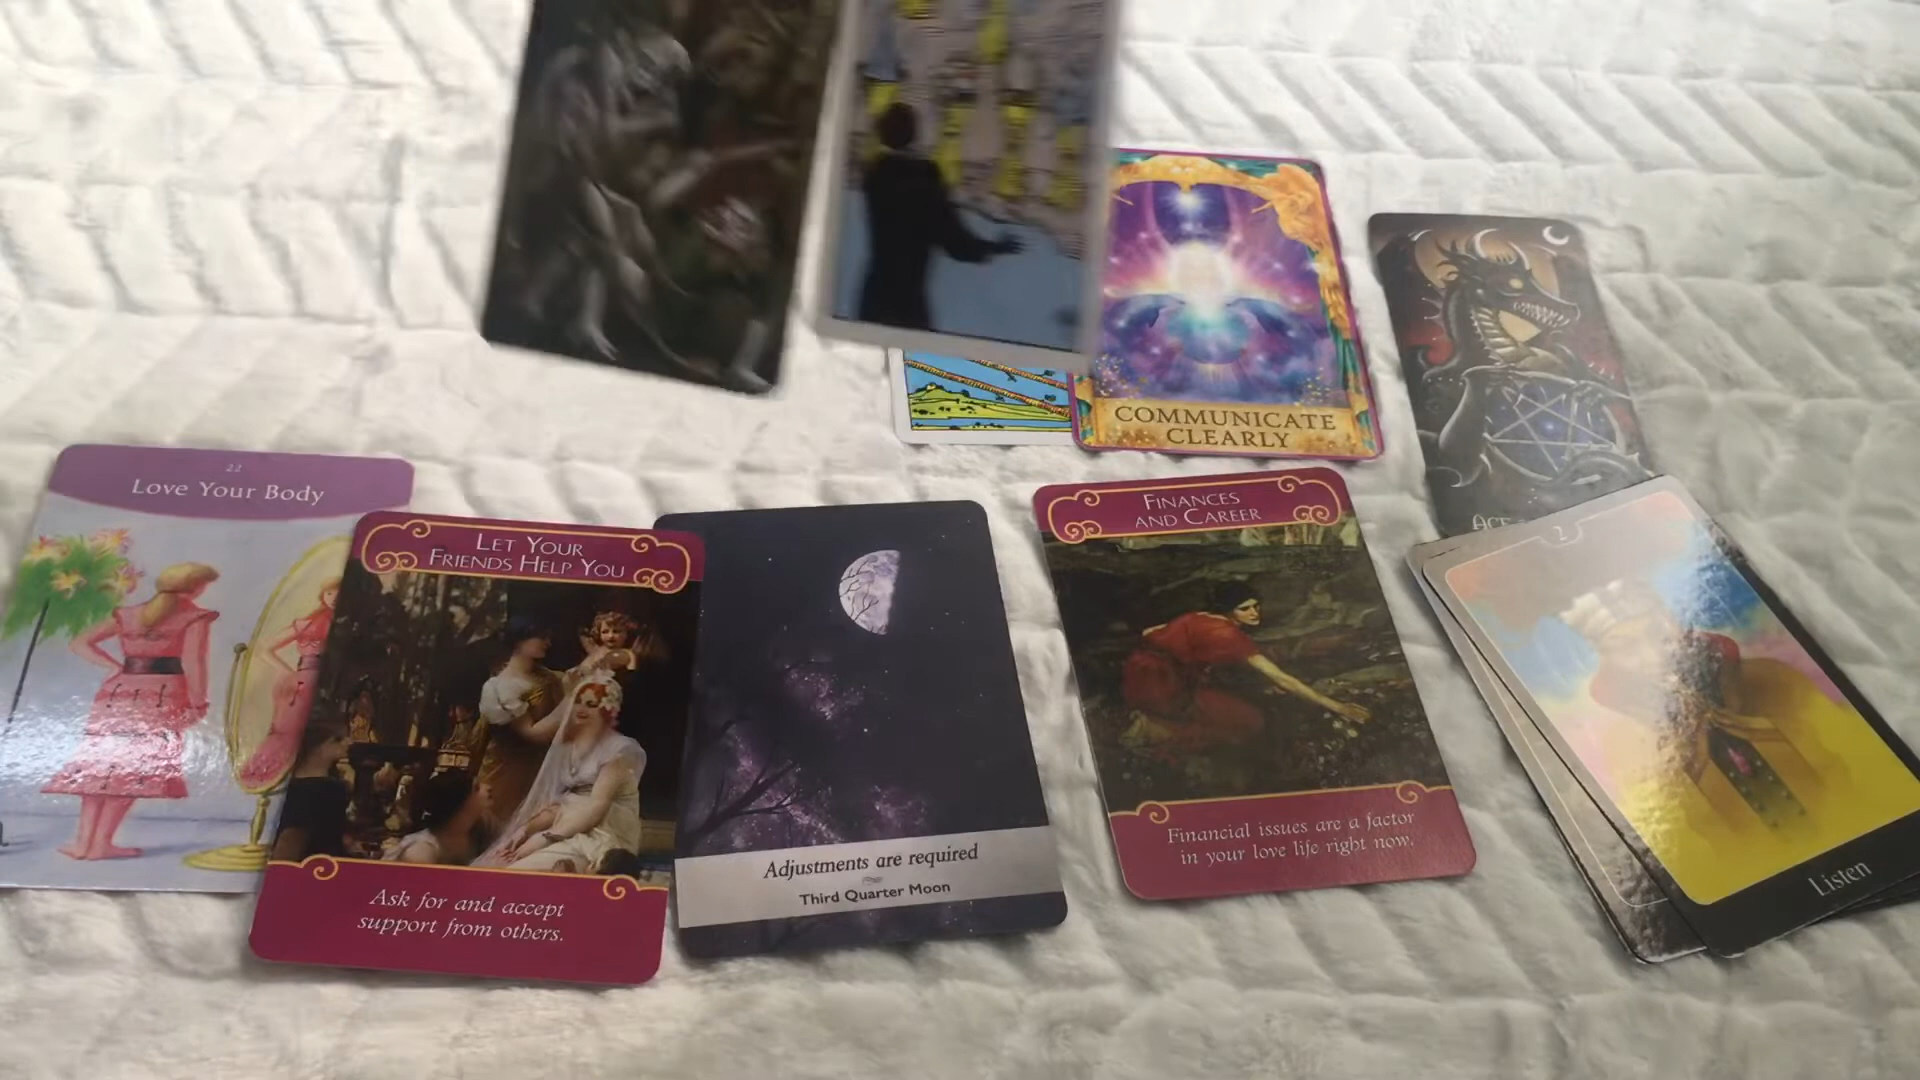 COMMUNICATE
CLEARLY
22
Love Your Body
LET YOUR
FRIENDS HELP YOU
Ask for and accept
support from others.
Adjustments are required
Third Quarter Moon
FINANCES
AND CAREER
Financial issues are a factor
in your love life right now.
ACE
2
Listen